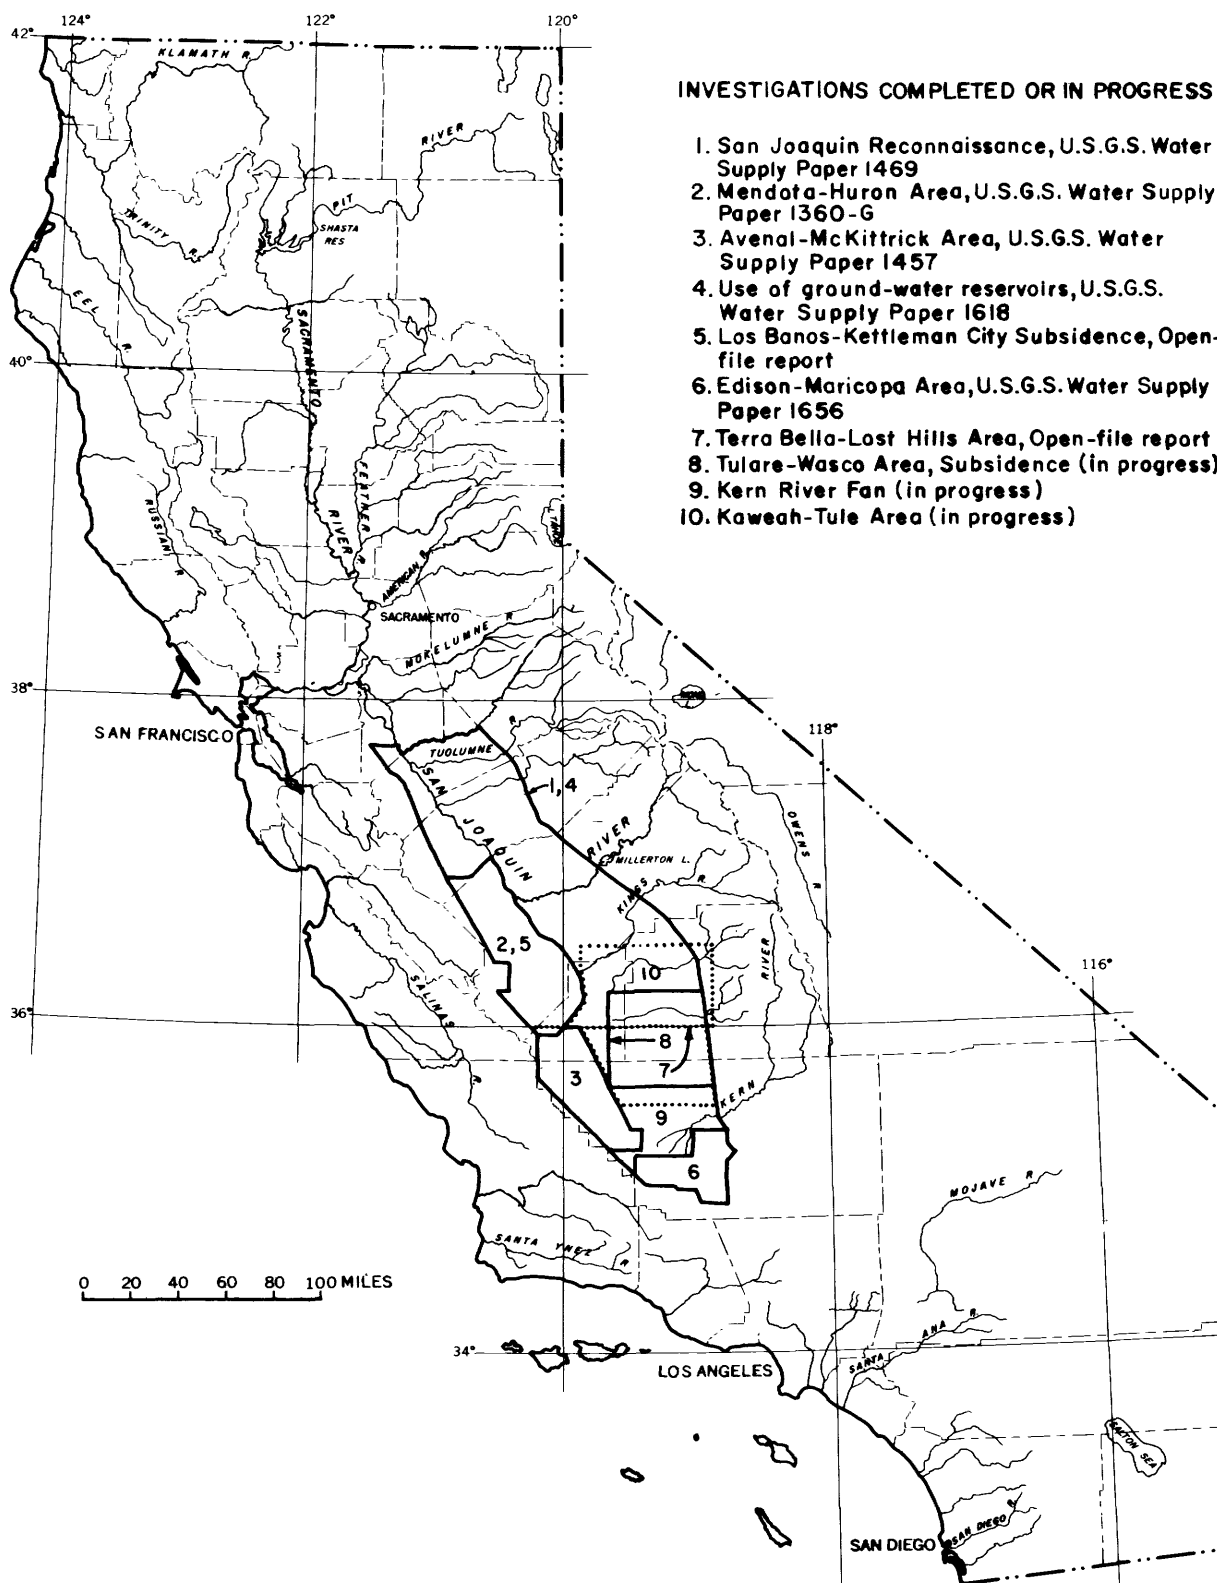 124° 122° 120°
42°
KLAMATH R.
INVESTIGATIONS COMPLETED OR IN PROGRESS
1. San Joaquin Reconnaissance, U.S.G.S. Water
Supply Paper 1469
2. Mendota-Huron Area, U.S.G.S. Water Supply
Paper 1360-G
3. Avenal-McKittrick Area, U.S.G.S. Water
Supply Paper 1457
4. Use of ground-water reservoirs, U.S.G.S.
Water Supply Paper 1618
5. Los Banos-Kettleman City Subsidence, Open-
file report
6. Edison-Maricopa Area, U.S.G.S. Water Supply
Paper 1656
7. Terra Bella-Lost Hills Area, Open-file report
8. Tulare-Wasco Area, Subsidence (in progress)
9. Kern River Fan (in progress)
10. Kaweah-Tule Area (in progress)
PIT RIVER
TRINITY R.
SHASTA
RES
EEL R.
SACRAMENTO RIVER
40°
FEATHER R.
RUSSIAN R.
L. TAHOE
AMERICAN R.
SACRAMENTO
MOKELUMNE R.
38°
MONO
SAN FRANCISCO
118°
TUOLUMNE R.
SAN JOAQUIN RIVER
1,4
OWENS R.
MILLERTON L.
KINGS R.
2,5
10
RIVER
SALINAS R.
116°
36°
8
7
3
KERN
9
6
MOJAVE R.
SANTA YNEZ R.
0 20 40 60 80 100 MILES
SANTA ANA R.
34°
LOS ANGELES
SALTON SEA
SAN DIEGO R.
SAN DIEGO